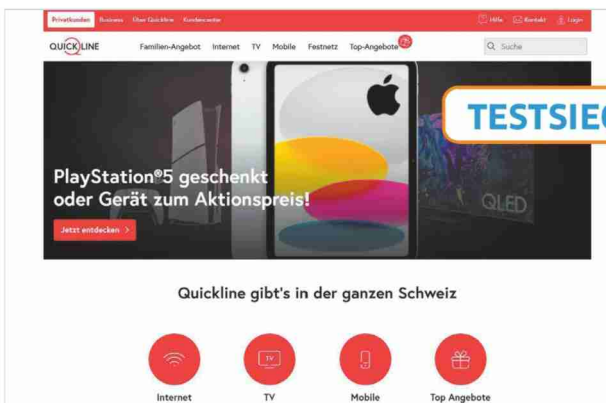 Privatkunden Business Über Quickline Kundencenter
Hilfe Kontakt Login
QUICKLINE
Familien-Angebot Internet TV Mobile Festnetz Top-Angebote
Suche
TESTSIE
PlayStation®5 geschenkt
oder Gerät zum Aktionspreis!
QLED
Jetzt entdecken >
Quickline gibt's in der ganzen Schweiz
TV
Internet TV Mobile Top Angebote